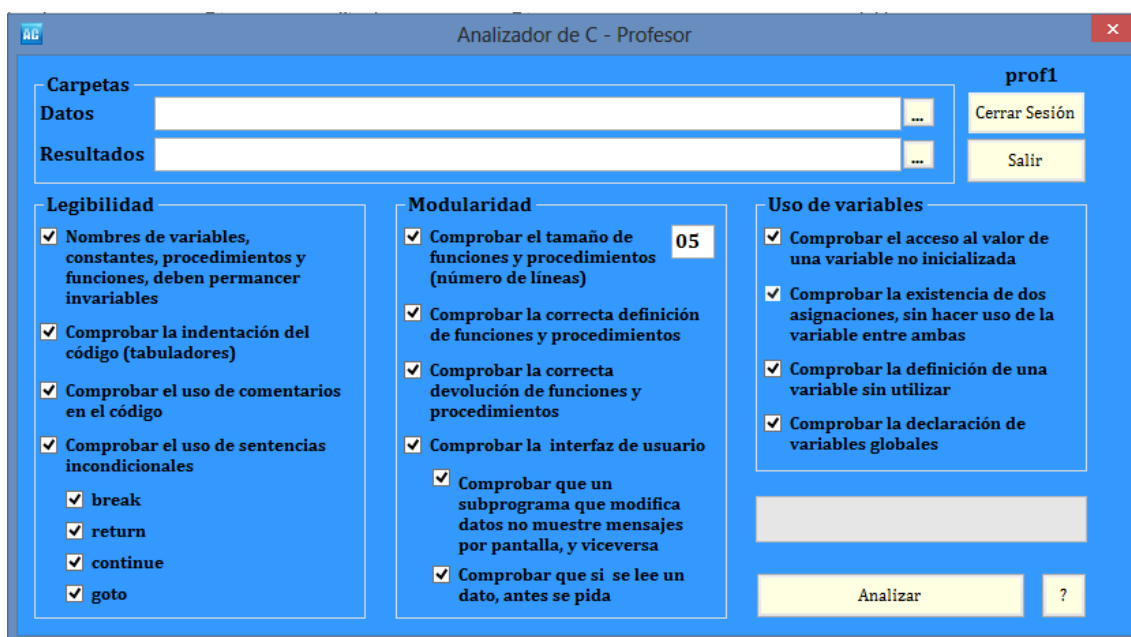 AC
Analizador de C - Profesor
x
prof1
Carpetas
Datos
...
Cerrar Sesión
Resultados
...
Salir
Legibilidad
Nombres de variables,
constantes, procedimientos y
funciones, deben permancer
invariables
Comprobar la indentación del
código (tabuladores)
Comprobar el uso de comentarios
en el código
Comprobar el uso de sentencias
incondicionales
break
return
continue
goto
Modularidad
Comprobar el tamaño de
funciones y procedimientos
(número de líneas)
05
Comprobar la correcta definición
de funciones y procedimientos
Comprobar la correcta
devolución de funciones y
procedimientos
Comprobar la interfaz de usuario
Comprobar que un
subprograma que modifica
datos no muestre mensajes
por pantalla, y viceversa
Comprobar que si se lee un
dato, antes se pida
Uso de variables
Comprobar el acceso al valor de
una variable no inicializada
Comprobar la existencia de dos
asignaciones, sin hacer uso de la
variable entre ambas
Comprobar la definición de una
variable sin utilizar
Comprobar la declaración de
variables globales
Analizar
?